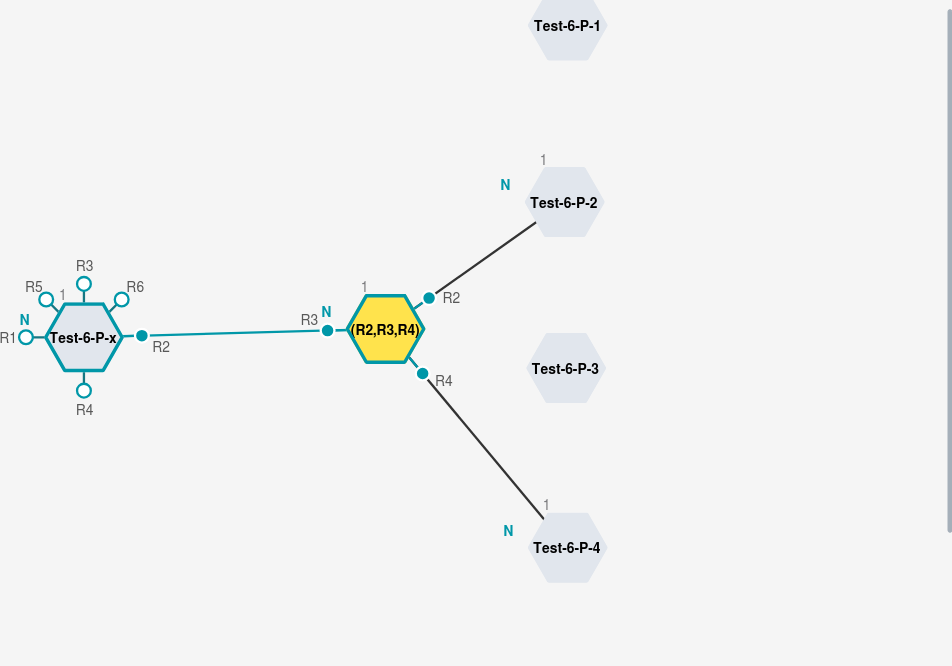 Test-6-P-1
1
N
Test-6-P-2
R3
R5
1
R6
N
R1
Test-6-P-x
R2
R4
1
N
R3
(R2,R3,R4)
R2
R4
Test-6-P-3
1
N
Test-6-P-4